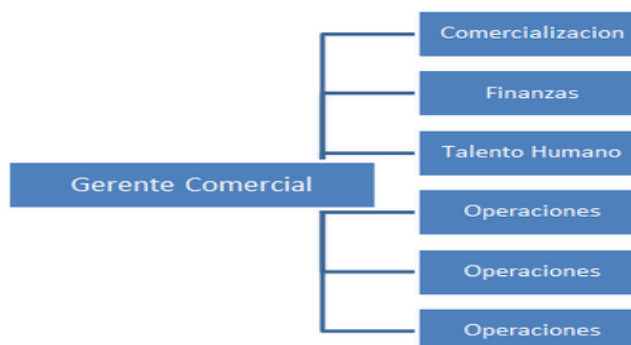 Comercializacion
Finanzas
Talento Humano
Gerente Comercial
Operaciones
Operaciones
Operaciones